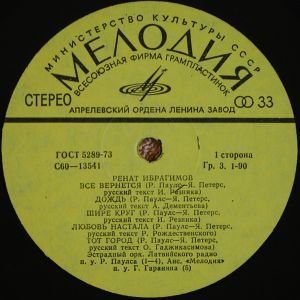 МИНИСТЕРСТВО КУЛЬТУРЫ СССР
МЕЛОДИЯ
ВСЕСОЮЗНАЯ ФИРМА ГРАМПЛАСТИНОК
СТЕРЕО
33
АПРЕЛЕВСКИЙ ОРДЕНА ЛЕНИНА ЗАВОД
ГОСТ 5289-73
1 сторона
С60—13541
Гр. 3. 1-90
РЕНАТ ИБРАГИМОВ
ВСЕ ВЕРНЕТСЯ (Р. Паулс—Я. Петерс,
русский текст И. Резника)
ДОЖДЬ (Р. Паулс—Я. Петерс,
русский текст А. Дементьева)
ШИРЕ КРУГ (Р. Паулс—Я. Петерс,
русский текст И. Резника)
ЛЮБОВЬ НАСТАЛА (Р. Паулс—Я. Петерс,
русский текст Р. Рождественского)
ТОТ ГОРОД (Р. Паулс—Я. Петерс,
русский текст О. Гаджикасимова)
Эстрадный орк. Латвийского радио
п. у Р. Паулса (1—4), Анс. «Мелодия»
п/у Г. Гараняна (5)